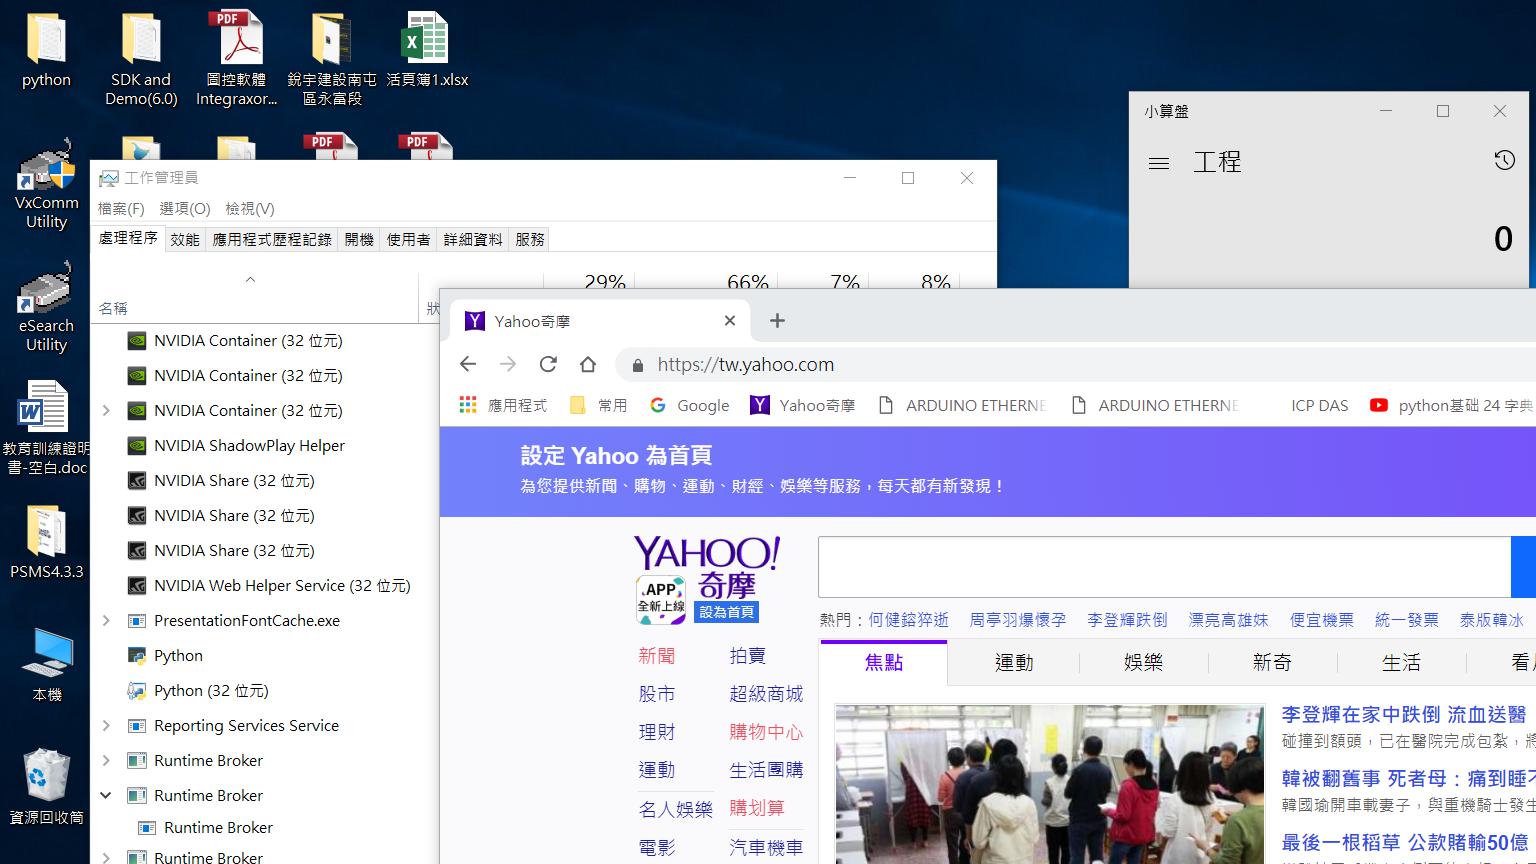 python
SDK and
Demo(6.0)
圖控軟體
Integraxor...
銳宇建設南屯
區永富段
活頁簿1.xlsx
VxComm
Utility
eSearch
Utility
教育訓練證明
書-空白.doc
PSMS4.3.3
本機
資源回收筒
PDF
PDF
PDF
工作管理員
檔案(F) 選項(O) 檢視(V)
處理程序 效能 應用程式歷程記錄 開機 使用者 詳細資料 服務
29% 66% 7% 8%
名稱 狀
NVIDIA Container (32 位元)
NVIDIA Container (32 位元)
NVIDIA Container (32 位元)
NVIDIA ShadowPlay Helper
NVIDIA Share (32 位元)
NVIDIA Share (32 位元)
NVIDIA Share (32 位元)
NVIDIA Web Helper Service (32 位元)
PresentationFontCache.exe
Python
Python (32 位元)
Reporting Services Service
Runtime Broker
Runtime Broker
Runtime Broker
Runtime Broker
小算盤
工程
0
Yahoo奇摩
https://tw.yahoo.com
應用程式 常用 Google Yahoo奇摩 ARDUINO ETHERNE ARDUINO ETHERNE ICP DAS python基础 24 字典
設定 Yahoo 為首頁
為您提供新聞、購物、運動、財經、娛樂等服務，每天都有新發現！
YAHOO!
奇摩
APP
全新上線
設為首頁
熱門：何健鎔猝逝 周亭羽爆懷孕 李登輝跌倒 漂亮高雄妹 便宜機票 統一發票 泰版韓冰
焦點 運動 娛樂 新奇 生活 看
新聞 拍賣
股市 超級商城
理財 購物中心
運動 生活團購
名人娛樂 購划算
電影 汽車機車
李登輝在家中跌倒 流血送醫
碰撞到額頭，已在醫院完成包紮，將
韓被翻舊事 死者母：痛到睡不
韓國瑜開車載妻子，與重機騎士發生
最後一根稻草 公款賭輸50億